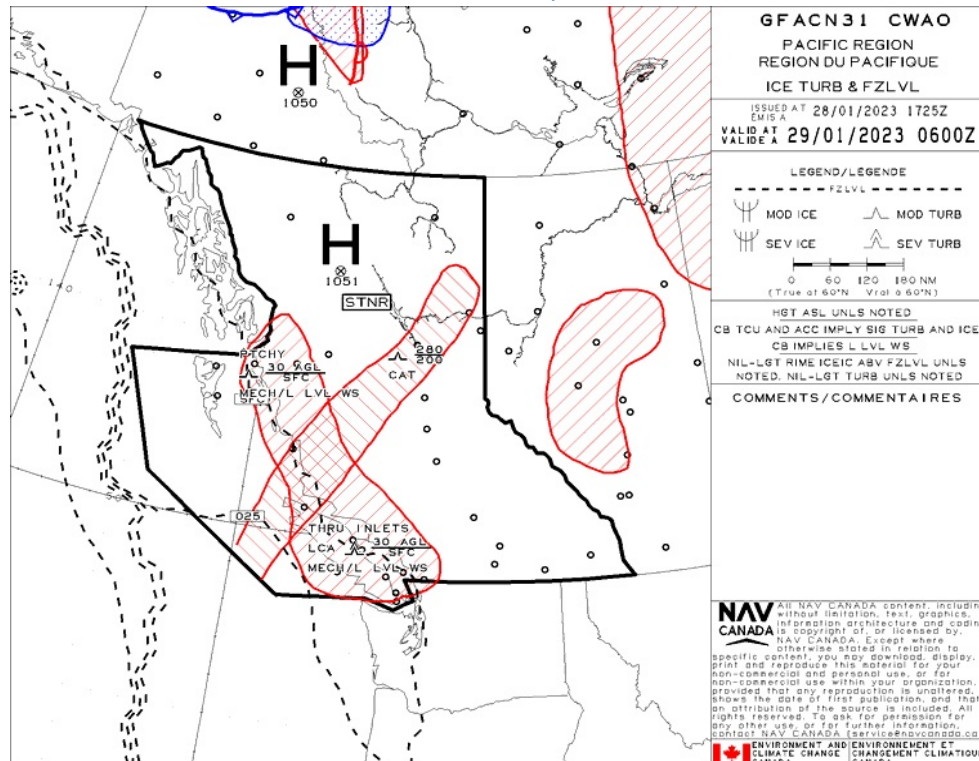 H
1050
H
1051
STNR
140
PTCHY
30 AGL
SFC
MECH/L LVL WS
SFC
280
200
CAT
50
025
THRU INLETS
LCA
30 AGL
SFC
MECH/L LVL WS
GFACN31 CWAO
PACIFIC REGION
REGION DU PACIFIQUE
ICE TURB & FZLVL
ISSUED AT 28/01/2023 1725Z
ÉMIS A
VALID AT 29/01/2023 0600Z
VALIDE A
LEGEND/LÉGENDE
FZLVL
MOD ICE MOD TURB
SEV ICE SEV TURB
0 60 120 180 NM
(True at 60°N Vrai à 60°N)
HGT ASL UNLS NOTED
CB TCU AND ACC IMPLY SIG TURB AND ICE
CB IMPLIES L LVL WS
NIL-LGT RIME ICEIC ABV FZLVL UNLS
NOTED. NIL-LGT TURB UNLS NOTED
COMMENTS/COMMENTAIRES
NAV
CANADA
All NAV CANADA content, includin
without limitation, text, graphics,
information architecture and codin
is copyright of, or licensed by,
NAV CANADA. Except where
otherwise stated in relation to
specific content, you may download, display,
print and reproduce this material for your
non-commercial and personal use, or for
non-commercial use within your organization,
provided that any reproduction is unaltered,
shows the date of first publication, and that
an attribution of the source is included. All
rights reserved. To ask for permission for
any other use, or for further information,
contact NAV CANADA (service@navcanada.ca
ENVIRONMENT AND ENVIRONNEMENT ET
CLIMATE CHANGE CHANGEMENT CLIMATIQUE